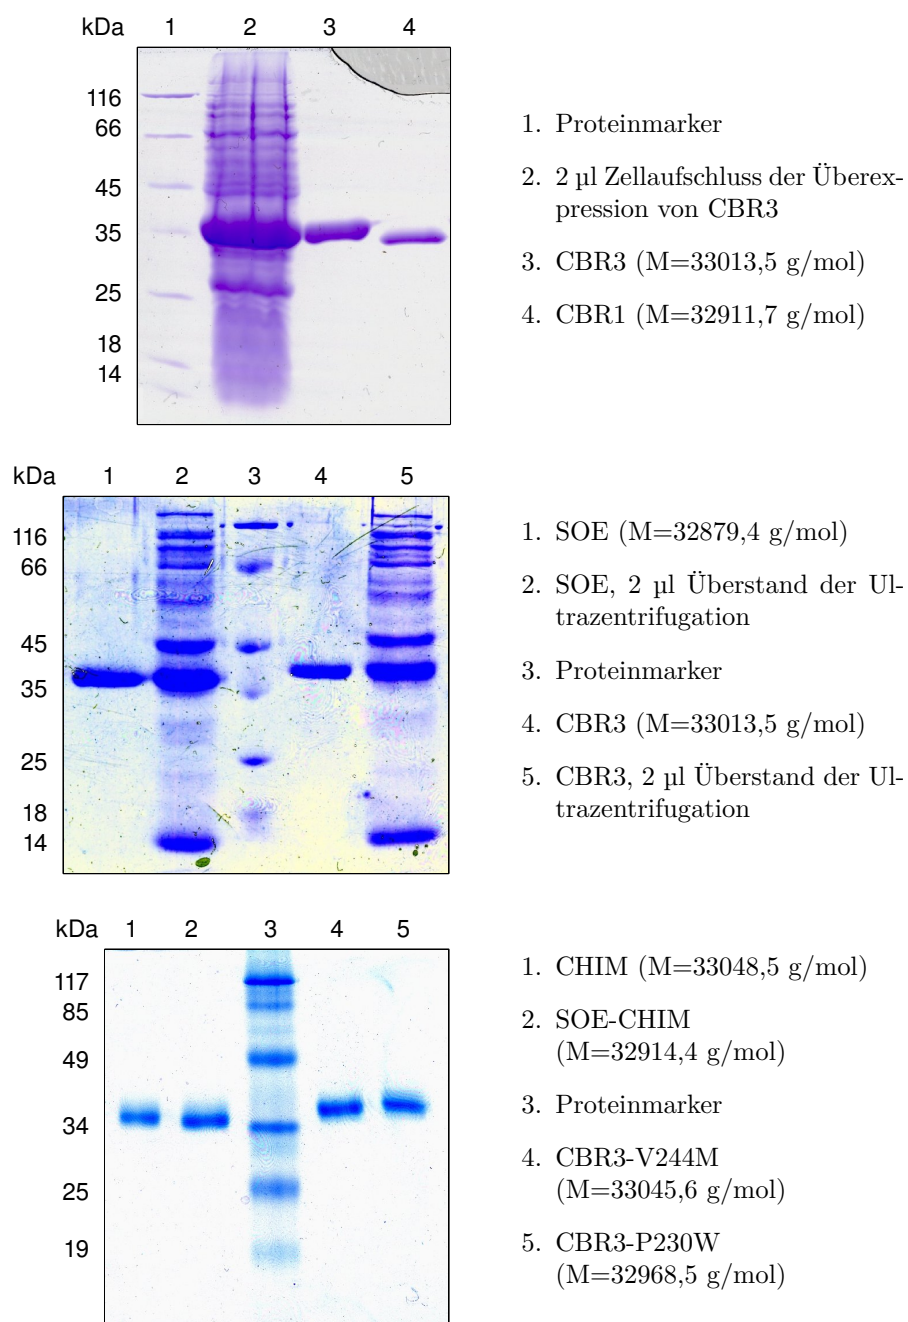 kDa 1 2 3 4
116
66
45
35
25
18
14
1. Proteinmarker
2. 2 µl Zellaufschluss der Überex-
pression von CBR3
3. CBR3 (M=33013,5 g/mol)
4. CBR1 (M=32911,7 g/mol)
kDa 1 2 3 4 5
116
66
45
35
25
18
14
1. SOE (M=32879,4 g/mol)
2. SOE, 2 µl Überstand der Ul-
trazentrifugation
3. Proteinmarker
4. CBR3 (M=33013,5 g/mol)
5. CBR3, 2 µl Überstand der Ul-
trazentrifugation
kDa 1 2 3 4 5
117
85
49
34
25
19
1. CHIM (M=33048,5 g/mol)
2. SOE-CHIM
(M=32914,4 g/mol)
3. Proteinmarker
4. CBR3-V244M
(M=33045,6 g/mol)
5. CBR3-P230W
(M=32968,5 g/mol)